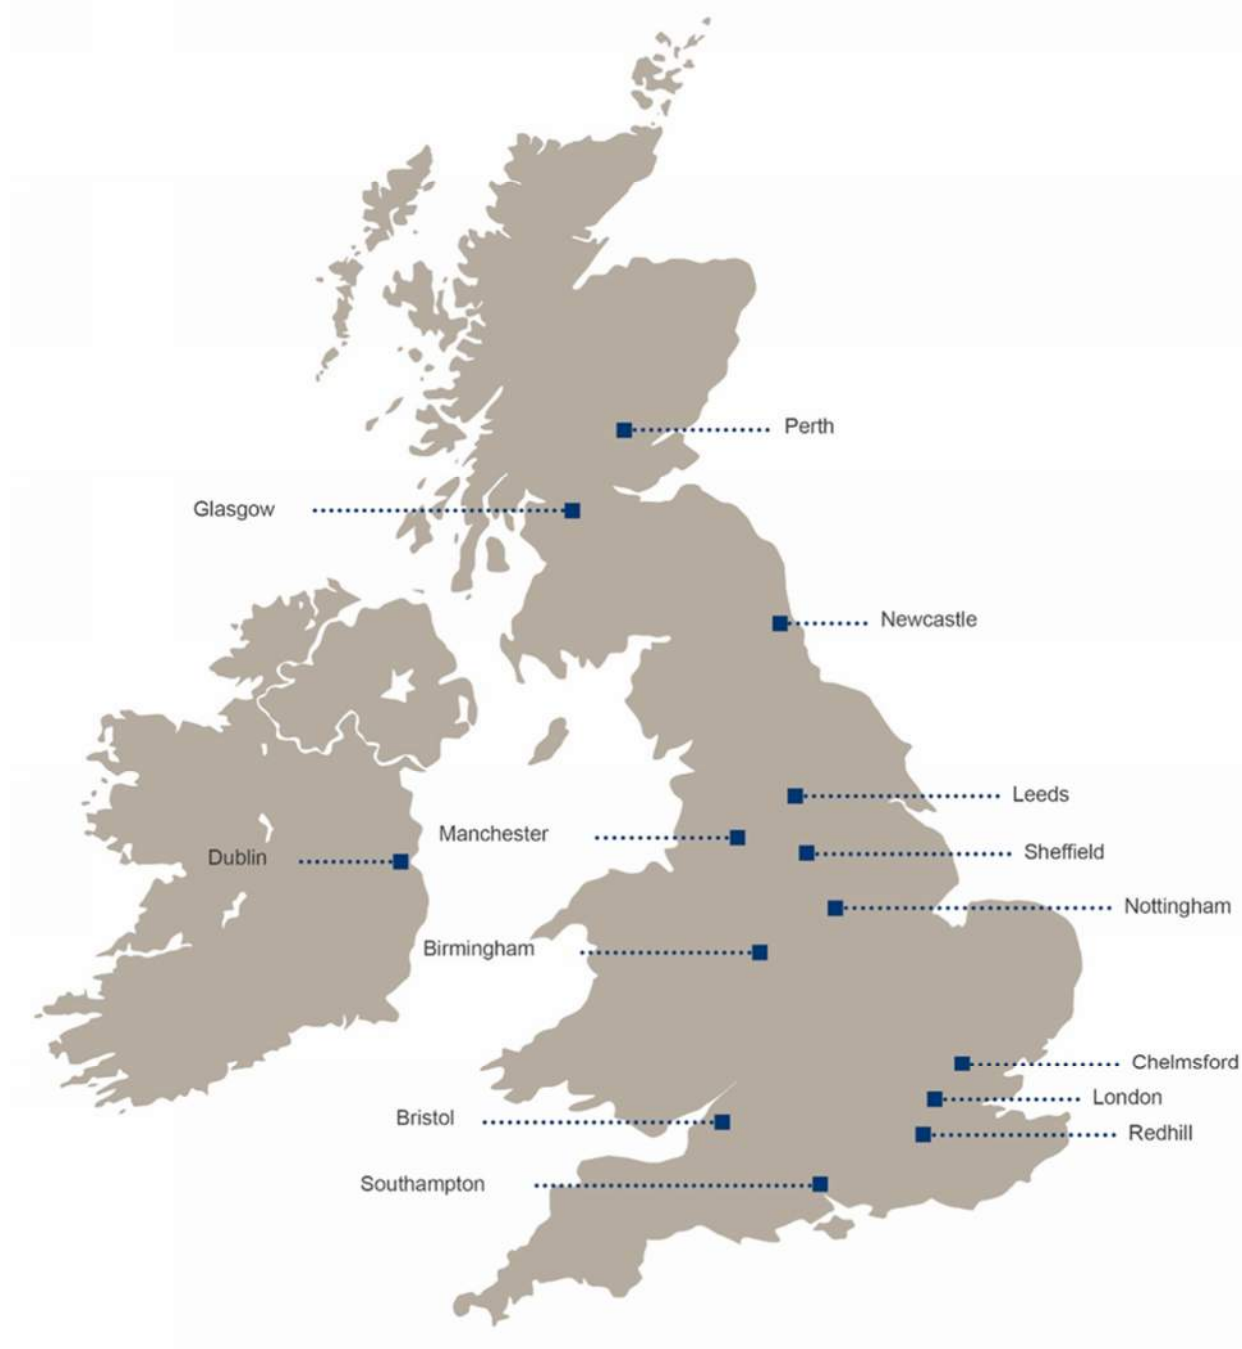 Perth
Glasgow
Newcastle
Leeds
Manchester
Sheffield
Dublin
Nottingham
Birmingham
Chelmsford
London
Bristol
Redhill
Southampton